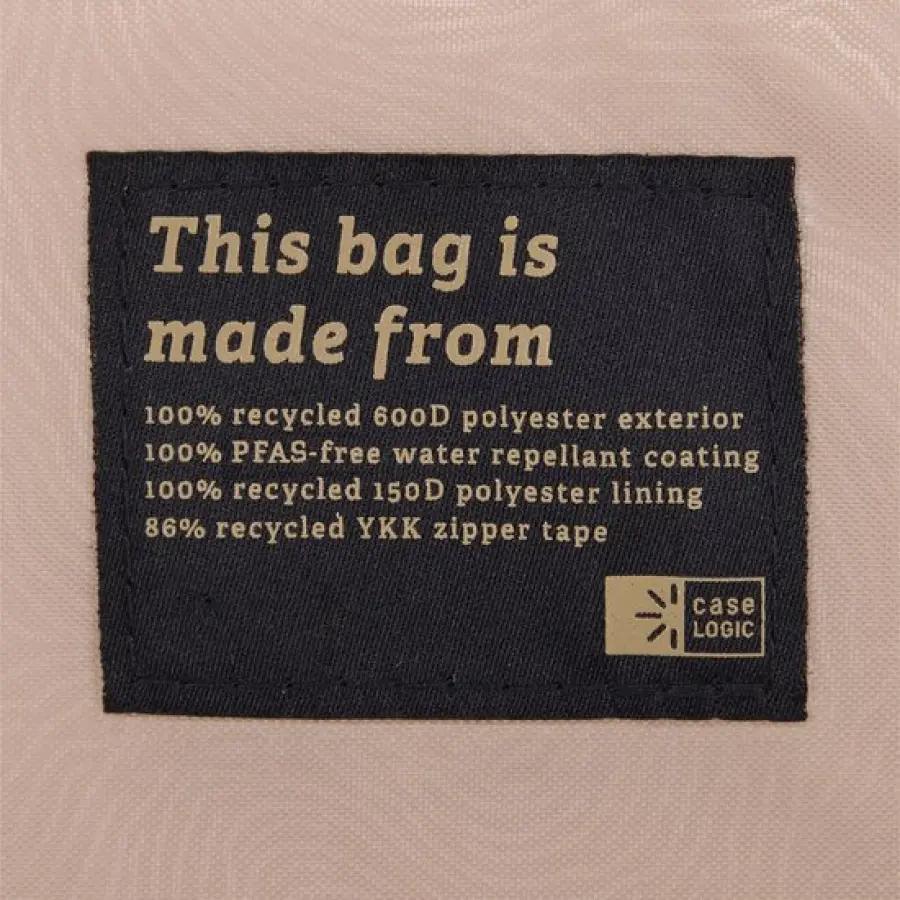 This bag is
made from
100% recycled 600D polyester exterior
100% PFAS-free water repellant coating
100% recycled 150D polyester lining
86% recycled YKK zipper tape
case
LOGIC